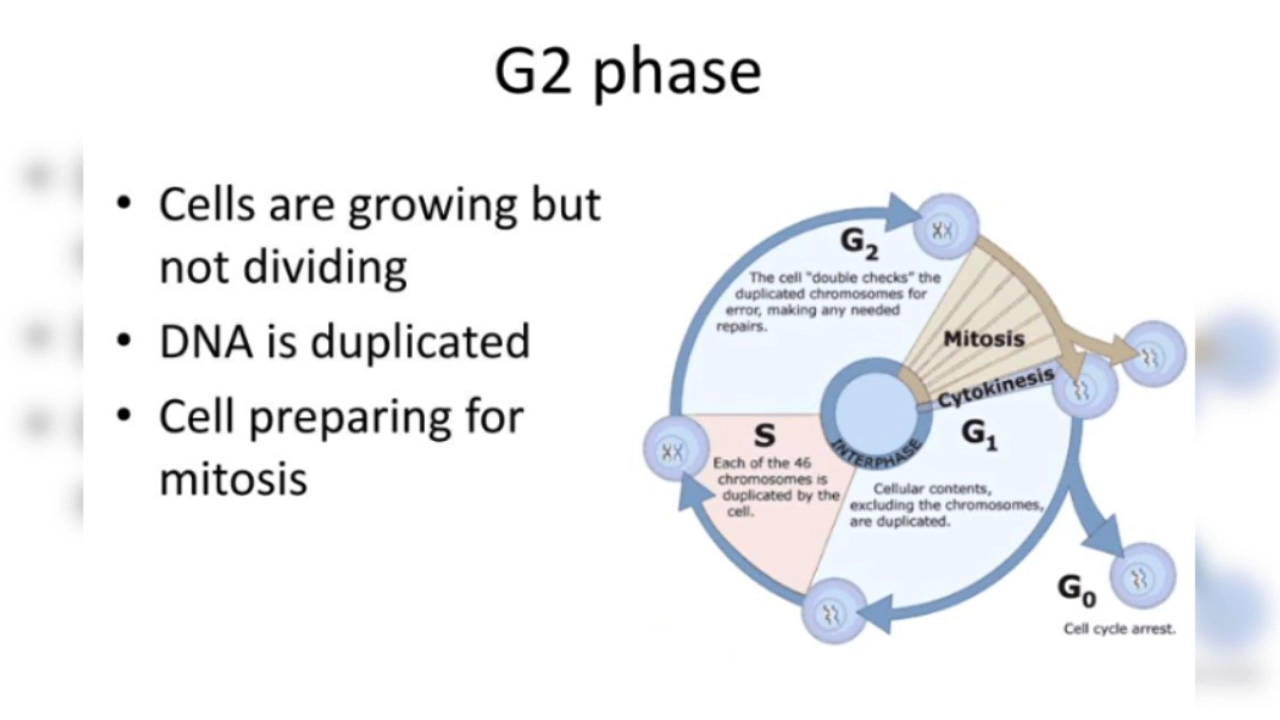 G2 phase
• Cells are growing but
not dividing
• DNA is duplicated
• Cell preparing for
mitosis
G2
The cell "double checks" the
duplicated chromosomes for
error, making any needed
repairs.
Mitosis
Cytokinesis
S
Each of the 46
chromosomes is
duplicated by the
cell.
INTERPHASE
G1
Cellular contents,
excluding the chromosomes,
are duplicated.
G0
Cell cycle arrest.